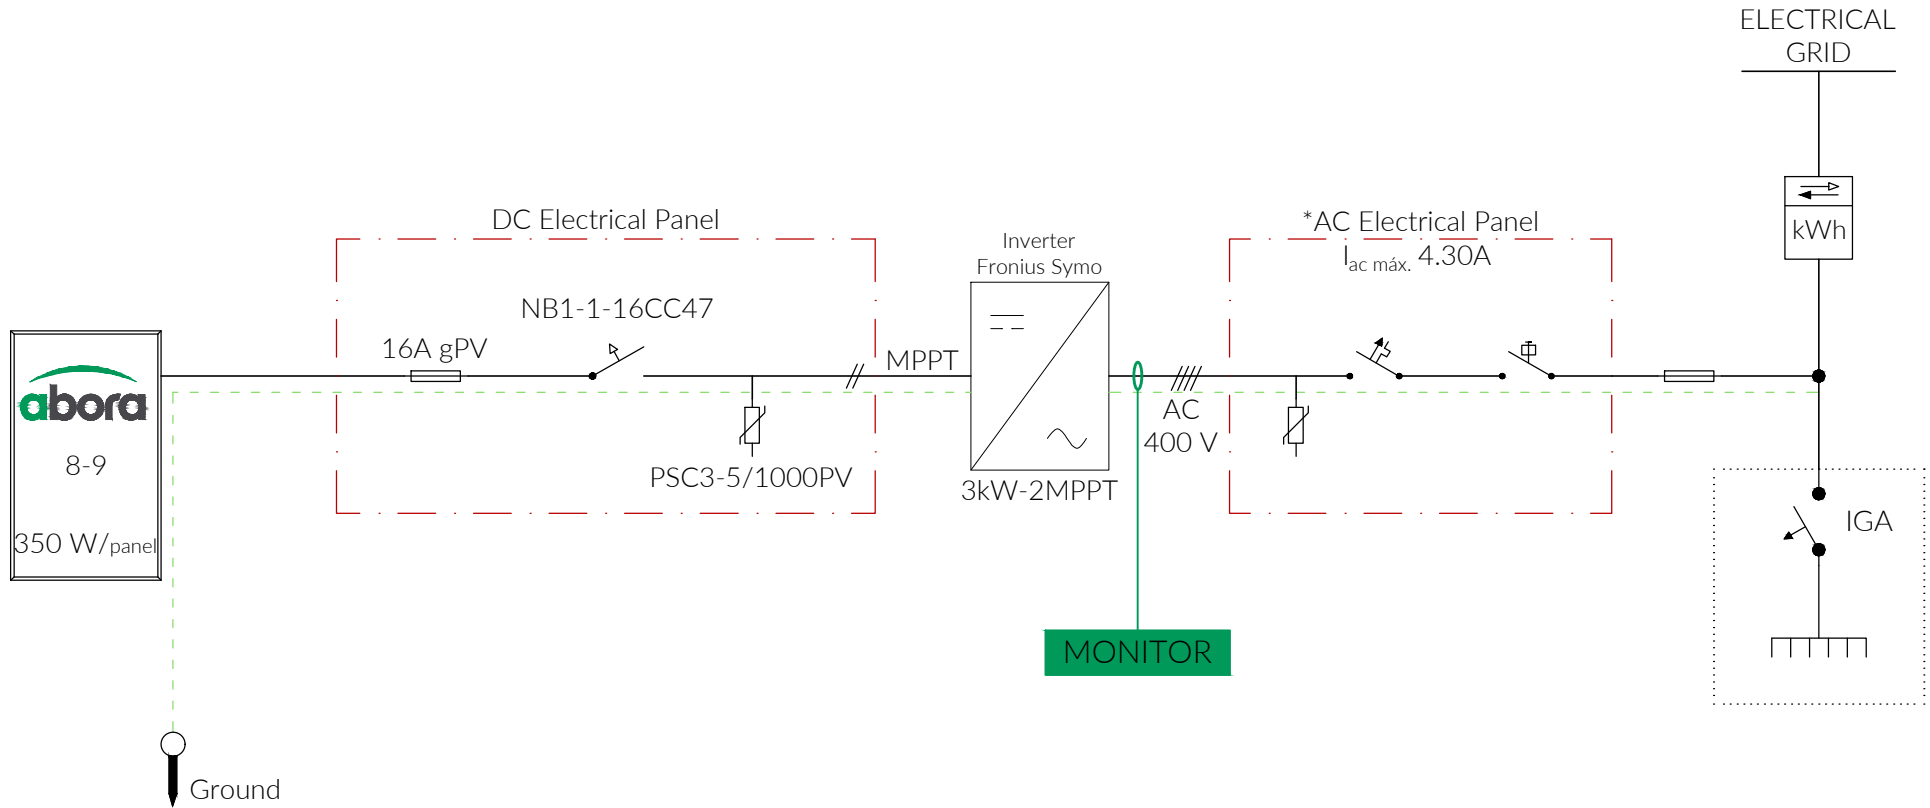 ELECTRICAL
GRID
kWh
DC Electrical Panel
*AC Electrical Panel
Iac máx. 4.30A
Inverter
Fronius Symo
NB1-1-16CC47
16A gPV
MPPT
abora
8-9
350 W/panel
AC
400 V
PSC3-5/1000PV
3kW-2MPPT
IGA
MONITOR
Ground